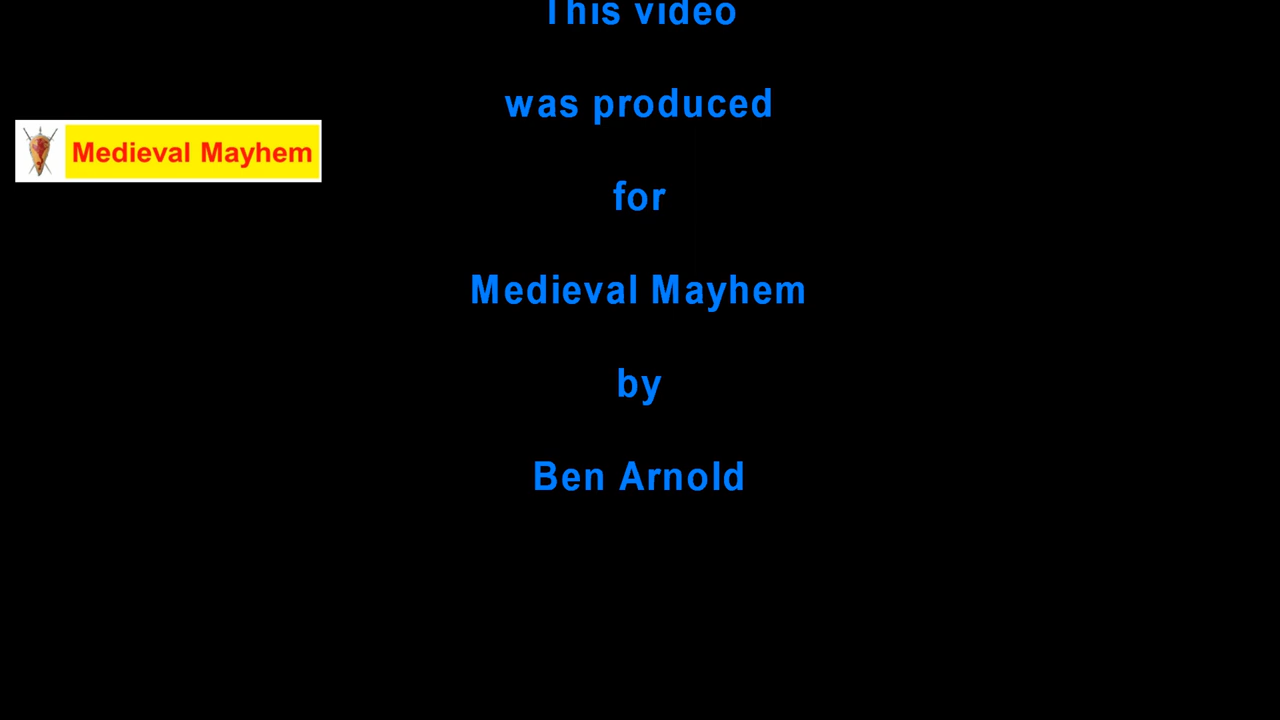 This video
was produced
Medieval Mayhem
for
Medieval Mayhem
by
Ben Arnold